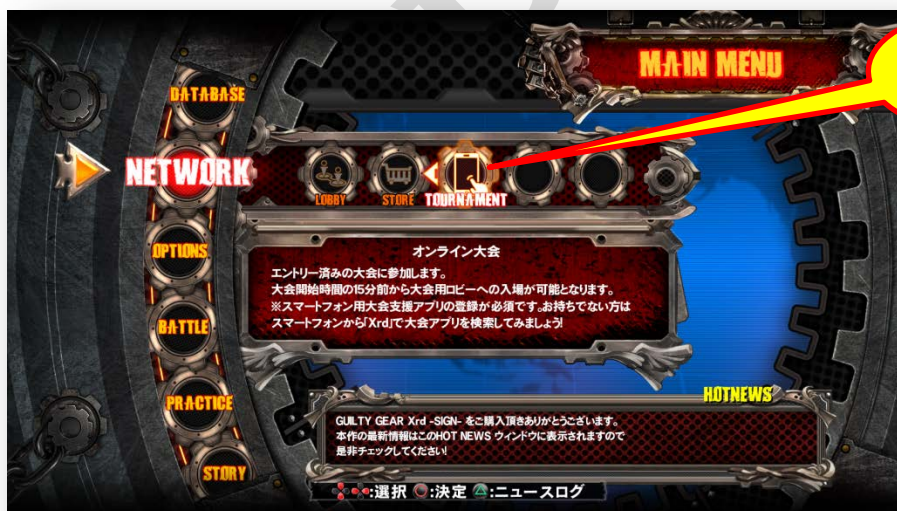 MAIN MENU
DATABASE
NETWORK
LOBBY
STORE
TOURNAMENT
OPTIONS
オンライン大会
エントリー済みの大会に参加します。
大会開始時間の15分前から大会用ロビーへの入場が可能となります。
※スマートフォン用大会支援アプリの登録が必須です。お持ちでない方は
スマートフォンから「Xrd」で大会アプリを検索してみましょう!
BATTLE
PRACTICE
HOTNEWS
GUILTY GEAR Xrd -SIGN- をご購入頂きありがとうございます。
本作の最新情報はこのHOT NEWS ウィンドウに表示されますので
是非チェックしてください!
STORY
:選択 :決定 :ニュースログ